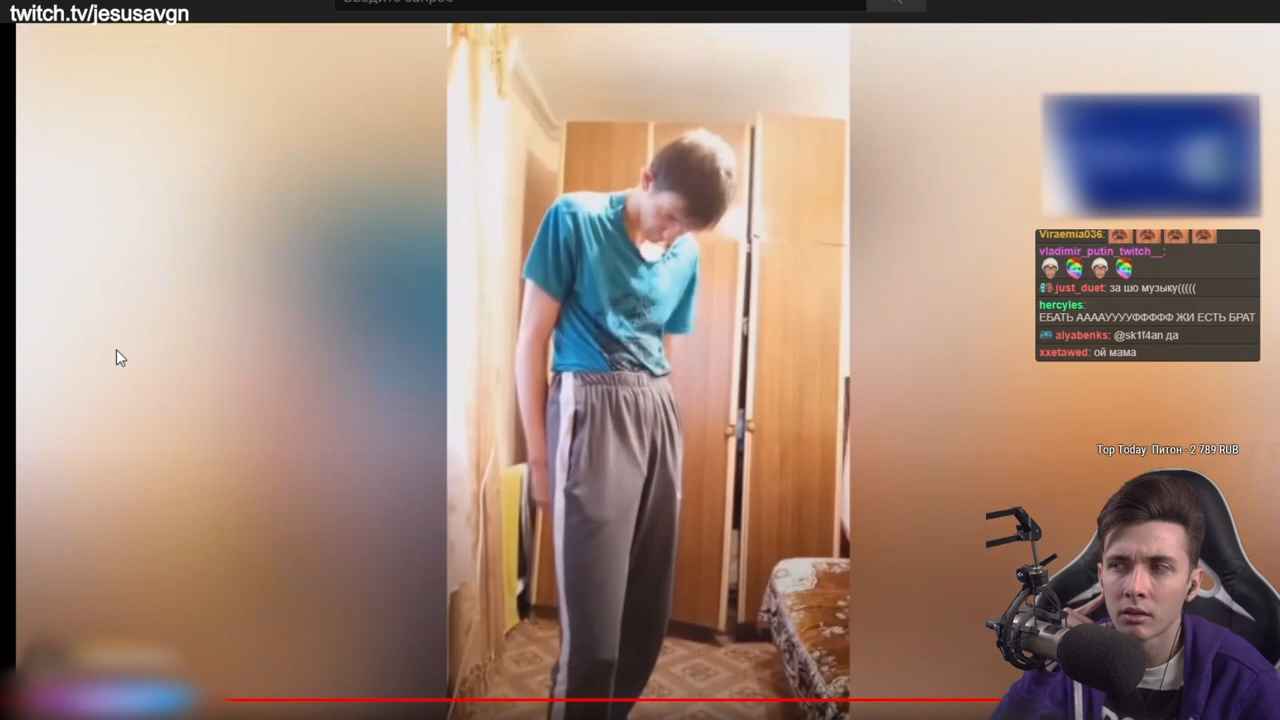 twitch.tv/jesusavgn
Введите запрос
Viraemia036:
vladimir_putin_twitch__:
just_duet: за шо музыку(((((
hercyles:
ЕБАТЬ ААААУУУУФФФФФ ЖИ ЕСТЬ БРАТ
alyabenks: @sk1f4an да
xxetawed: ой мама
Top Today: Питон - 2 789 RUB